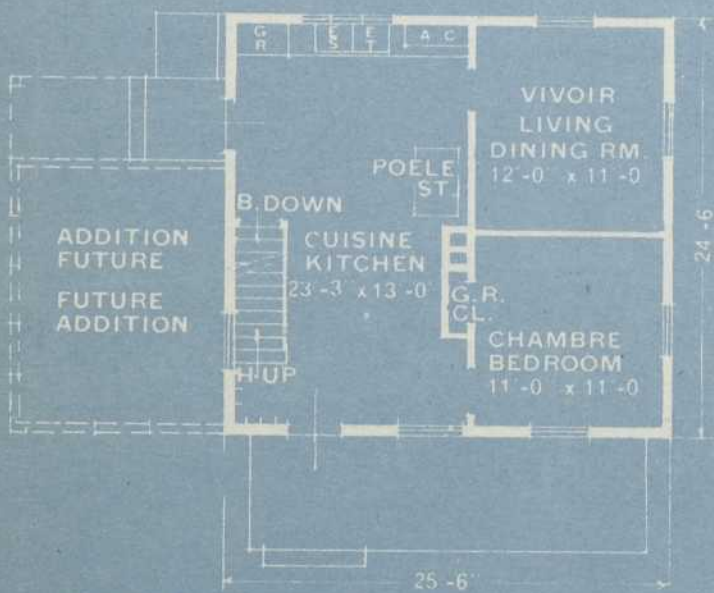 G R
E S
E T
A C
VIVOIR
LIVING
DINING RM.
12'-0 x 11'-0
POELE
ST.
B. DOWN
ADDITION
FUTURE
FUTURE
ADDITION
CUISINE
KITCHEN
23'-3' x 13'-0
G.R.
CL.
CHAMBRE
BEDROOM
11'-0 x 11'-0
H UP
24'-6
25'-6"